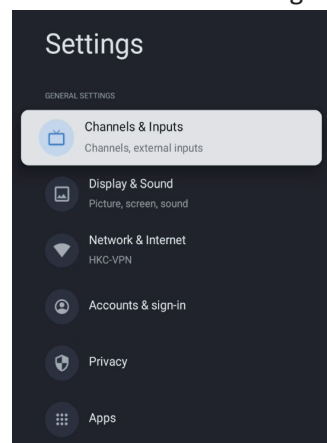 Settings
GENERAL SETTINGS
Channels & Inputs
Channels, external inputs
Display & Sound
Picture, screen, sound
Network & Internet
HKC-VPN
Accounts & sign-in
Privacy
Apps